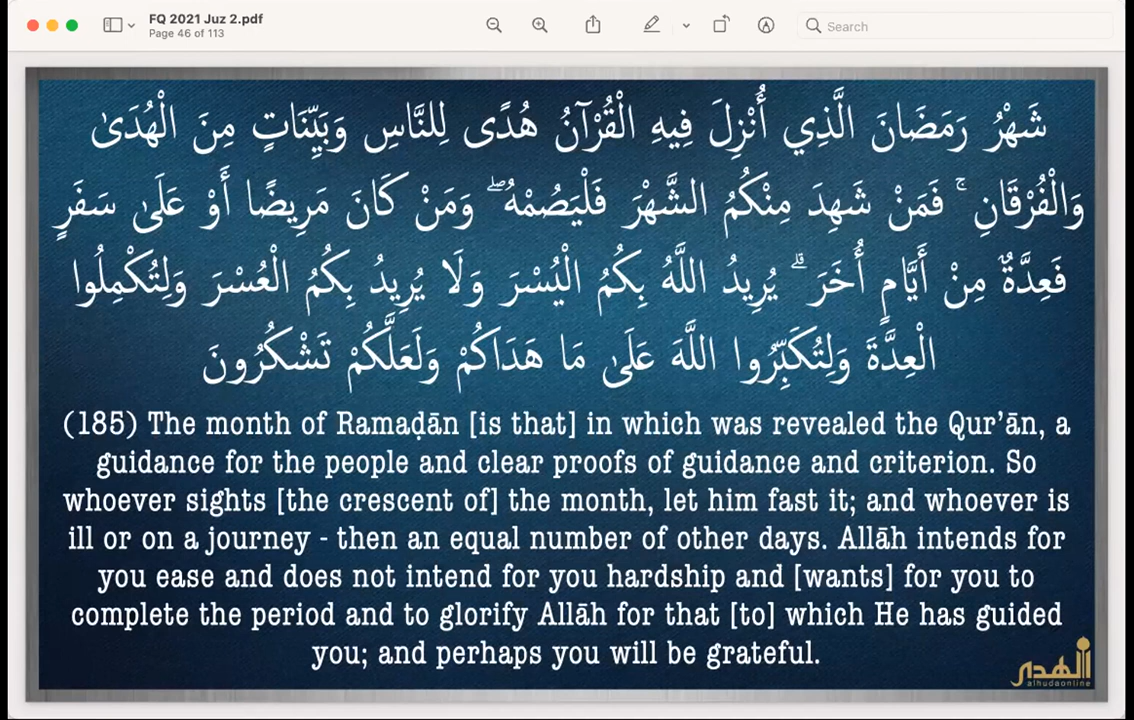 FQ 2021 Juz 2.pdf
Page 46 of 113
Search
شَهْرُ رَمَضَانَ الَّذِي أُنْزِلَ فِيهِ الْقُرْآنُ هُدًى لِلنَّاسِ وَبَيِّنَاتٍ مِنَ الْهُدَىٰ
وَالْفُرْقَانِ ۚ فَمَنْ شَهِدَ مِنْكُمُ الشَّهْرَ فَلْيَصُمْهُ ۖ وَمَنْ كَانَ مَرِيضًا أَوْ عَلَىٰ سَفَرٍ
فَعِدَّةٌ مِنْ أَيَّامٍ أُخَرَ ۗ يُرِيدُ اللَّهُ بِكُمُ الْيُسْرَ وَلَا يُرِيدُ بِكُمُ الْعُسْرَ وَلِتُكْمِلُوا
الْعِدَّةَ وَلِتُكَبِّرُوا اللَّهَ عَلَىٰ مَا هَدَاكُمْ وَلَعَلَّكُمْ تَشْكُرُونَ
(185) The month of Ramaḍān [is that] in which was revealed the Qur’ān, a
guidance for the people and clear proofs of guidance and criterion. So
whoever sights [the crescent of] the month, let him fast it; and whoever is
ill or on a journey - then an equal number of other days. Allāh intends for
you ease and does not intend for you hardship and [wants] for you to
complete the period and to glorify Allāh for that [to] which He has guided
you; and perhaps you will be grateful.
الهدى
alhudaonline